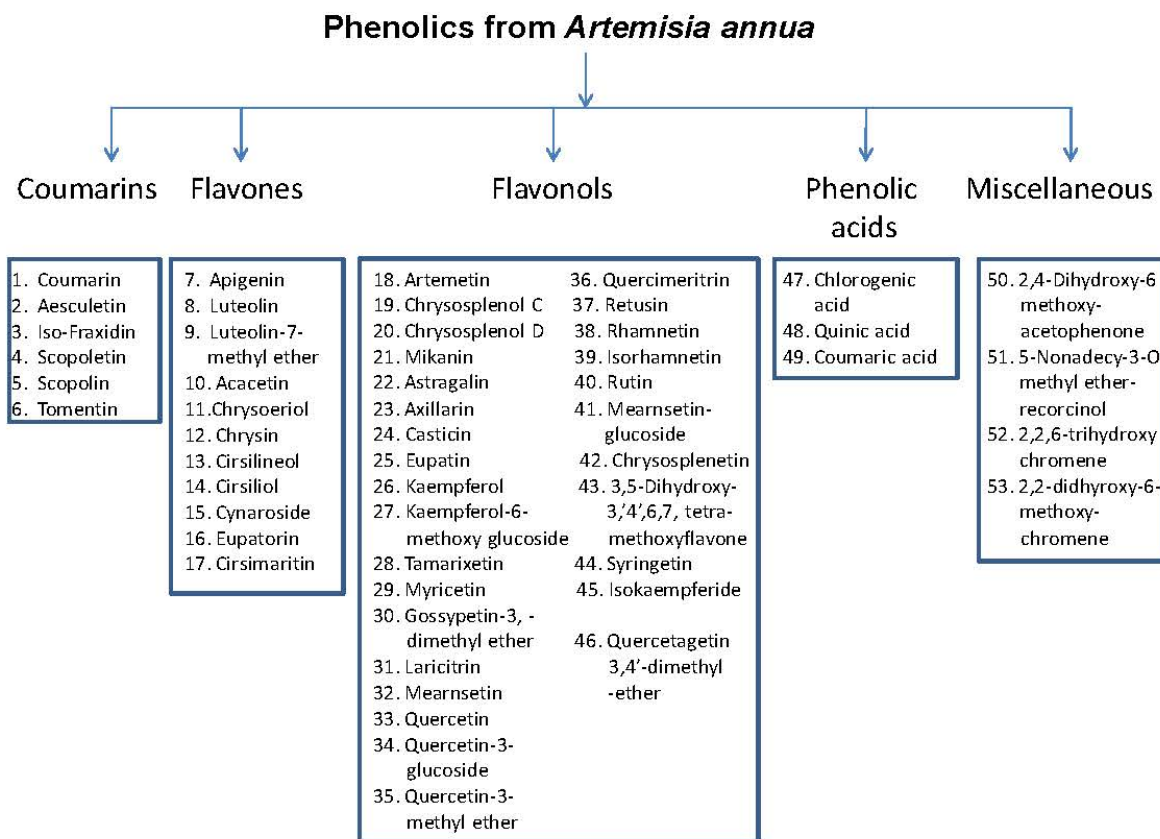 Phenolics from Artemisia annua
Coumarins
1. Coumarin
2. Aesculetin
3. Iso-Fraxidin
4. Scopoletin
5. Scopolin
6. Tomentin
Flavones
7. Apigenin
8. Luteolin
9. Luteolin-7-
methyl ether
10. Acacetin
11. Chrysoeriol
12. Chrysin
13. Cirsilineol
14. Cirsiliol
15. Cynaroside
16. Eupatorin
17. Cirsimaritin
Flavonols
18. Artemetin
19. Chrysosplenol C
20. Chrysosplenol D
21. Mikanin
22. Astragalin
23. Axillarin
24. Casticin
25. Eupatin
26. Kaempferol
27. Kaempferol-6-
methoxy glucoside
28. Tamarixetin
29. Myricetin
30. Gossypetin-3, -
dimethyl ether
31. Laricitrin
32. Mearnsetin
33. Quercetin
34. Quercetin-3-
glucoside
35. Quercetin-3-
methyl ether
36. Quercimeritrin
37. Retusin
38. Rhamnetin
39. Isorhamnetin
40. Rutin
41. Mearnsetin-
glucoside
42. Chrysosplenetin
43. 3,5-Dihydroxy-
3,'4',6,7, tetra-
methoxyflavone
44. Syringetin
45. Isokaempferide
46. Quercetagetin
3,4'-dimethyl
-ether
Phenolic
acids
47. Chlorogenic
acid
48. Quinic acid
49. Coumaric acid
Miscellaneous
50. 2,4-Dihydroxy-6
methoxy-
acetophenone
51. 5-Nonadecy-3-O
methyl ether-
recorcinol
52. 2,2,6-trihydroxy
chromene
53. 2,2-didhyroxy-6-
methoxy-
chromene